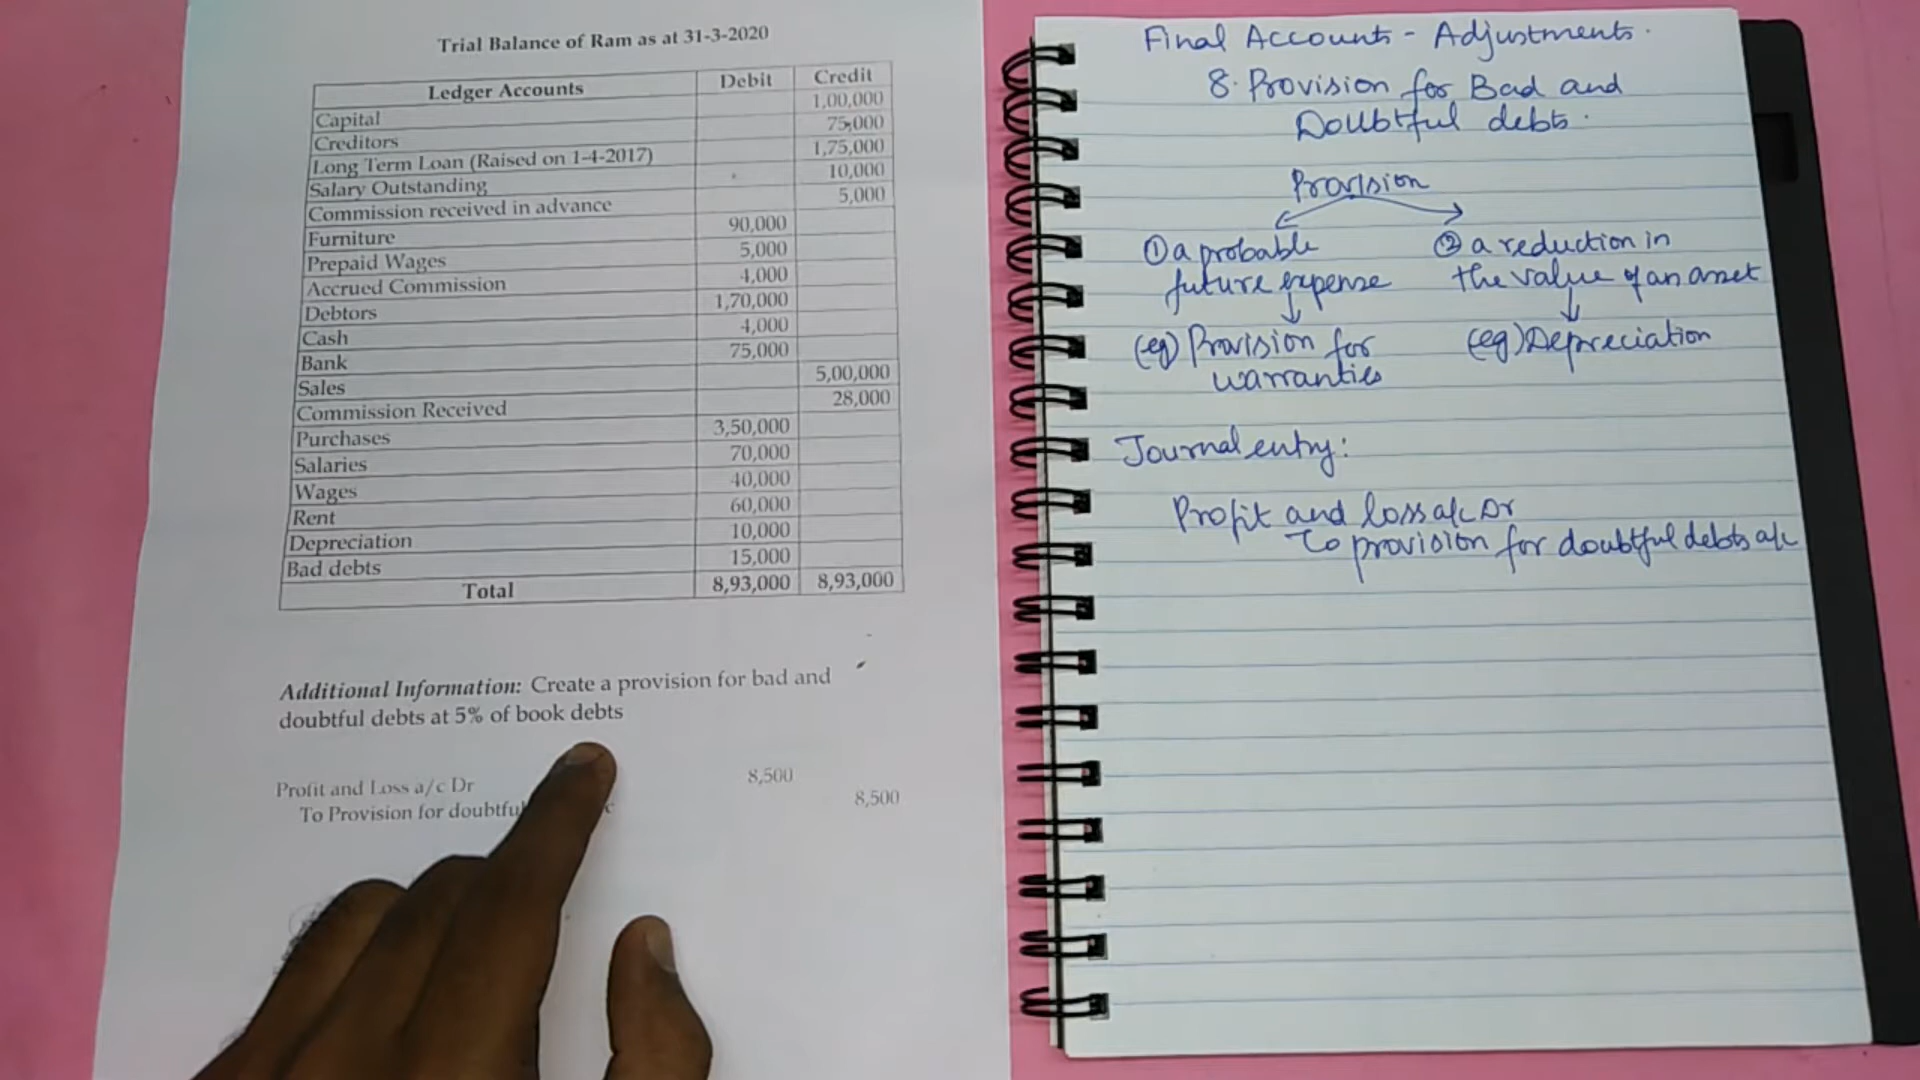 Trial Balance of Ram as at 31-3-2020
Ledger Accounts Debit Credit
Capital 1,00,000
Creditors 75,000
Long Term Loan (Raised on 1-4-2017) 1,75,000
Salary Outstanding 10,000
Commission received in advance 5,000
Furniture 90,000
Prepaid Wages 5,000
Accrued Commission 4,000
Debtors 1,70,000
Cash 4,000
Bank 75,000
Sales 5,00,000
Commission Received 28,000
Purchases 3,50,000
Salaries 70,000
Wages 40,000
Rent 60,000
Depreciation 10,000
Bad debts 15,000
Total 8,93,000 8,93,000
Additional Information: Create a provision for bad and
doubtful debts at 5% of book debts
Profit and Loss a/c Dr 8,500
To Provision for 8,500
Final Accounts - Adjustments.
8. Provision for Bad and
Doubtful debts.
Provision
① a probable
future expense
(eg) Provision for
warranties
② a reduction in
the value of an asset
(eg) Depreciation
Journal entry:
Profit and loss a/c Dr
To provision for doubtful debts a/c